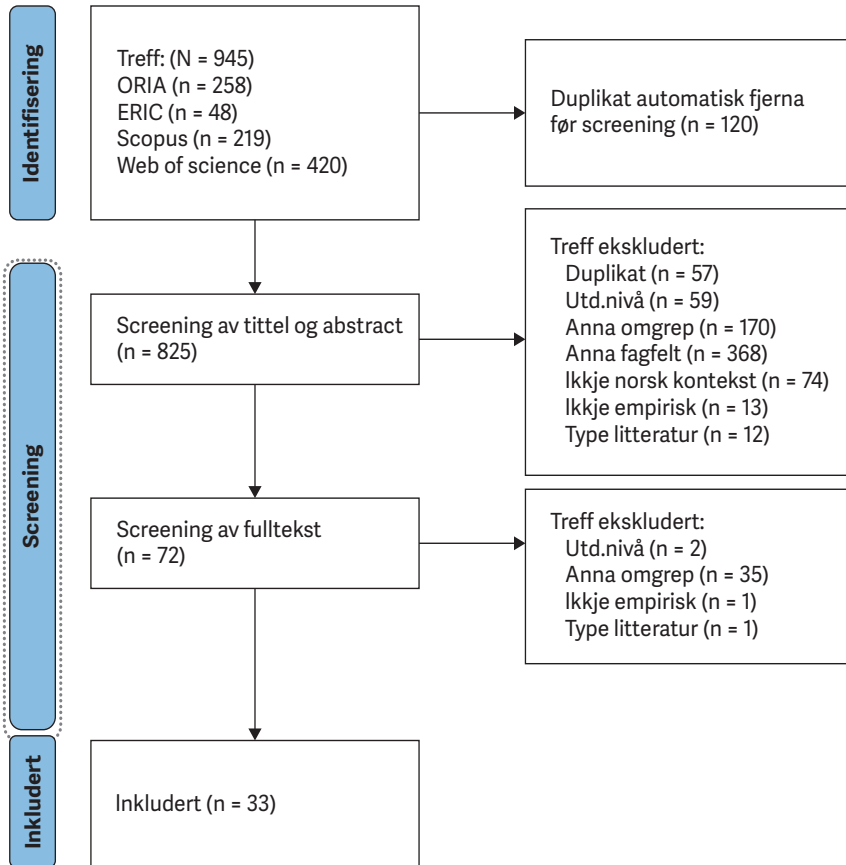 Identifisering
Treff: (N = 945)
ORIA (n = 258)
ERIC (n = 48)
Scopus (n = 219)
Web of science (n = 420)
Duplikat automatisk fjerna
før screening (n = 120)
Screening
Screening av tittel og abstract
(n = 825)
Treff ekskludert:
Duplikat (n = 57)
Utd.nivå (n = 59)
Anna omgrep (n = 170)
Anna fagfelt (n = 368)
Ikkje norsk kontekst (n = 74)
Ikkje empirisk (n = 13)
Type litteratur (n = 12)
Screening av fulltekst
(n = 72)
Treff ekskludert:
Utd.nivå (n = 2)
Anna omgrep (n = 35)
Ikkje empirisk (n = 1)
Type litteratur (n = 1)
Inkludert
Inkludert (n = 33)